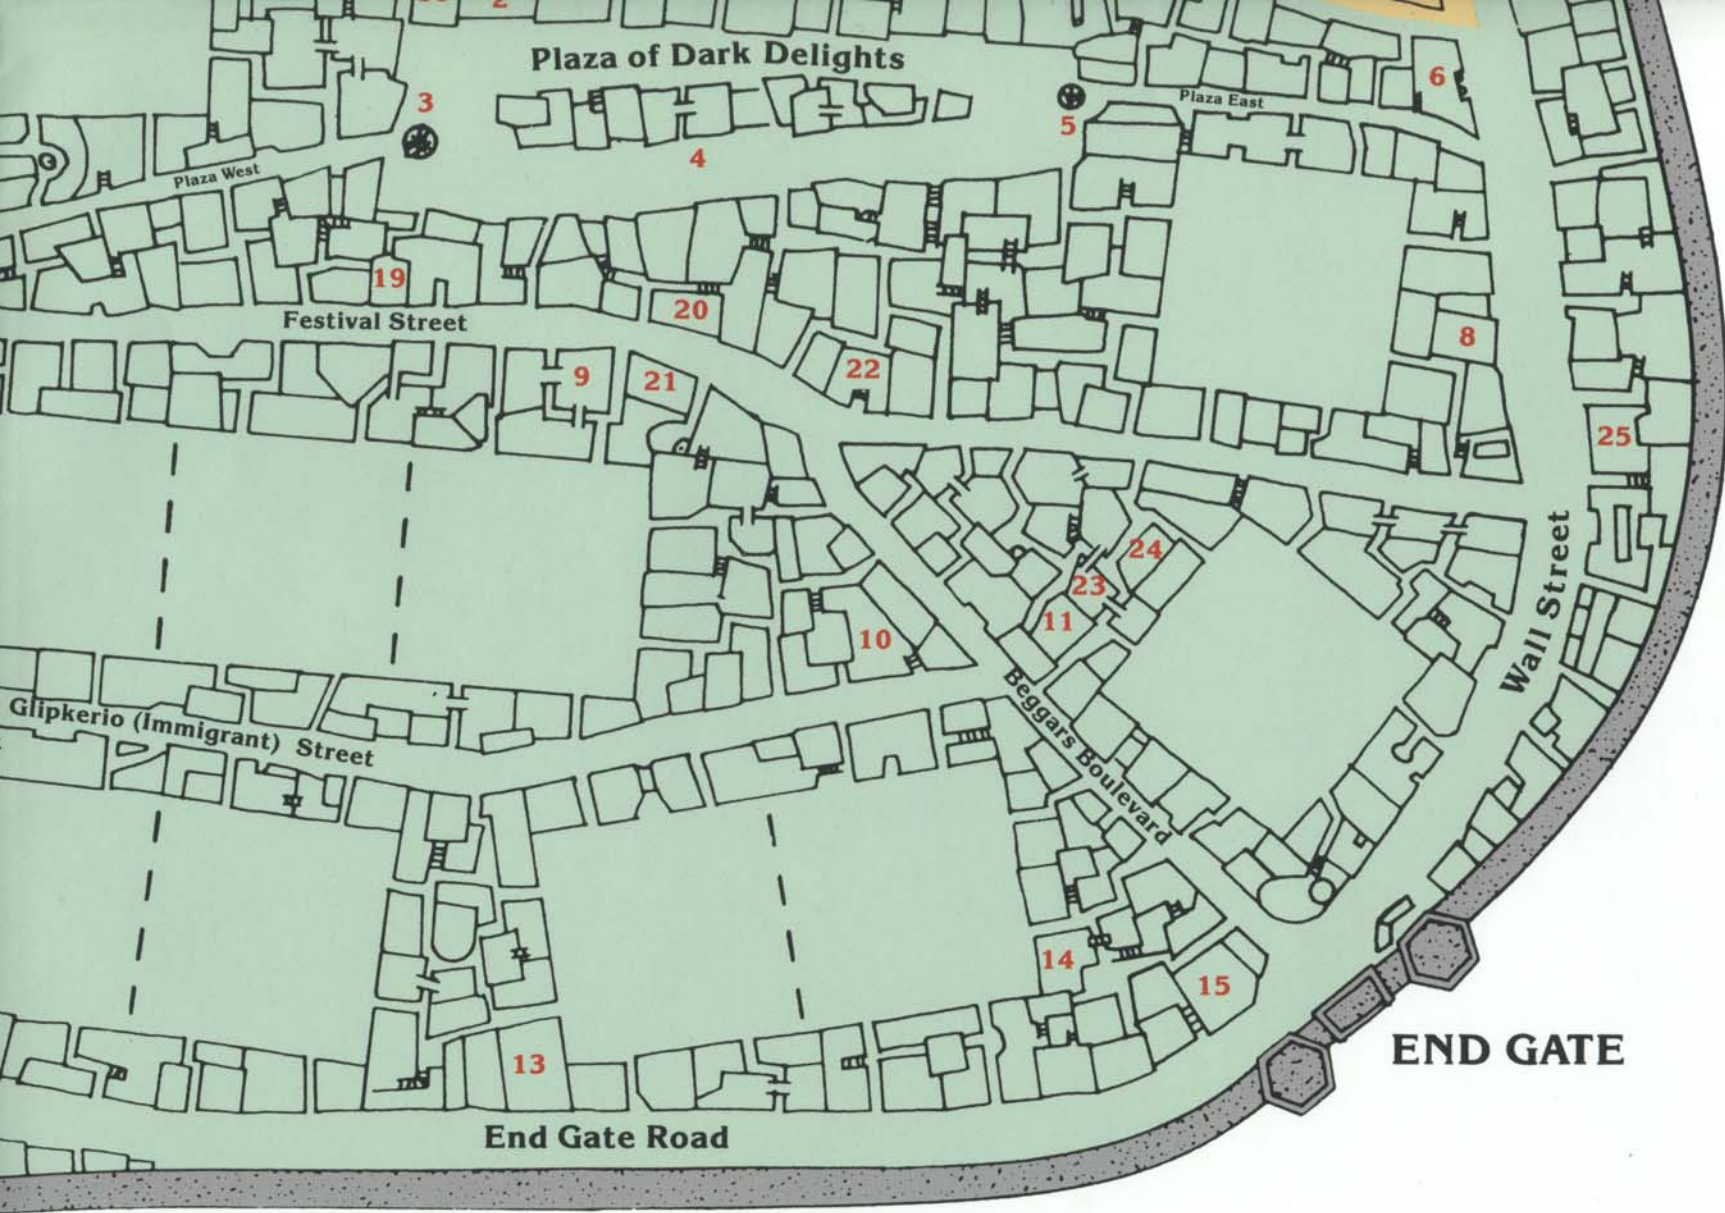 2
Plaza of Dark Delights
6
3
Plaza East
5
4
Plaza West
19
20
Festival Street
8
22
9
21
25
24
23
11
10
Wall Street
Beggars Boulevard
Glipkerio (Immigrant) Street
14
15
END GATE
13
End Gate Road